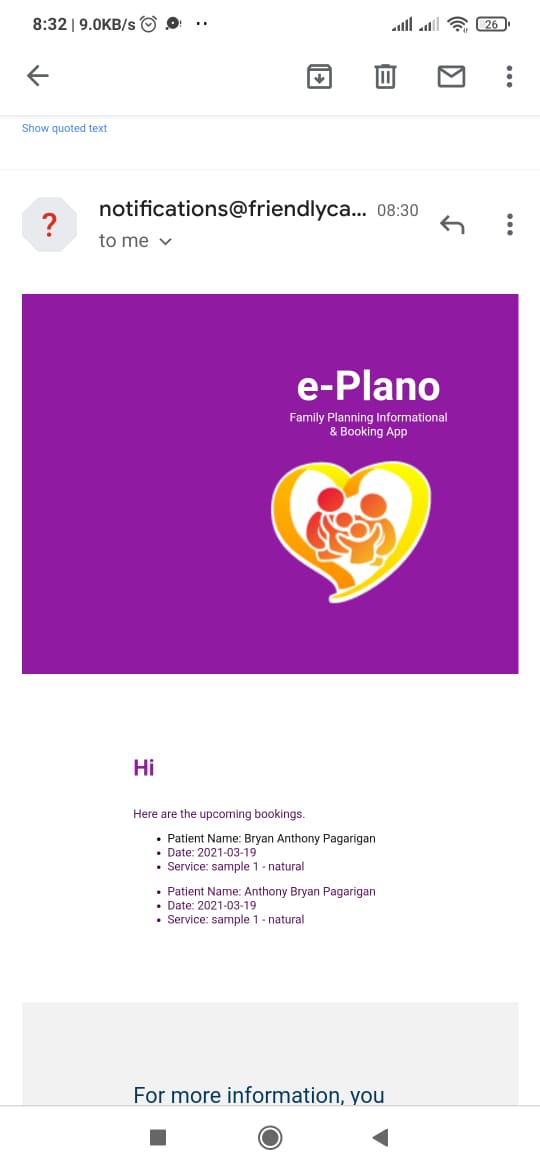 8:32 | 9.0KB/s
26
Show quoted text
?
notifications@friendlyca... 08:30
to me
e-Plano
Family Planning Informational
& Booking App
Hi
Here are the upcoming bookings.
• Patient Name: Bryan Anthony Pagarigan
• Date: 2021-03-19
• Service: sample 1 - natural
• Patient Name: Anthony Bryan Pagarigan
• Date: 2021-03-19
• Service: sample 1 - natural
For more information, you